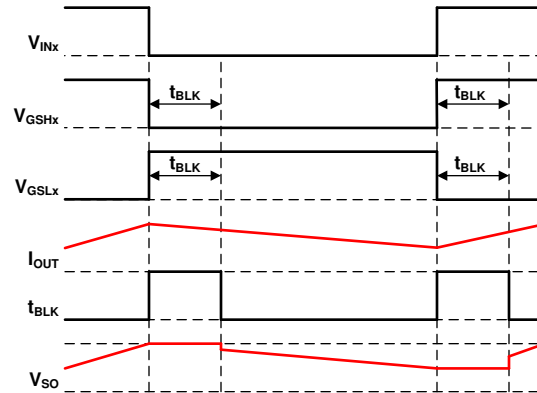 V_INx
t_BLK t_BLK
V_GSHx
t_BLK t_BLK
V_GSLx
I_OUT
t_BLK
V_SO